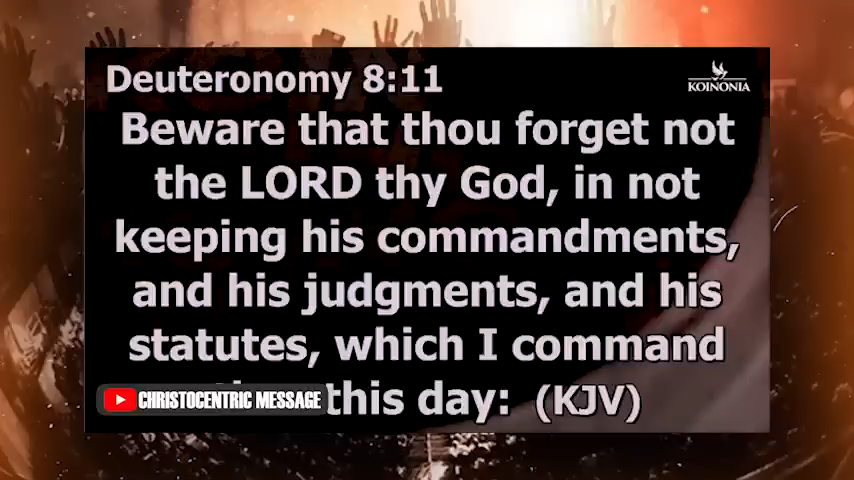 Deuteronomy 8:11
KOINONIA
Beware that thou forget not
the LORD thy God, in not
keeping his commandments,
and his judgments, and his
statutes, which I command
this day: (KJV)
CHRISTOCENTRIC MESSAGE